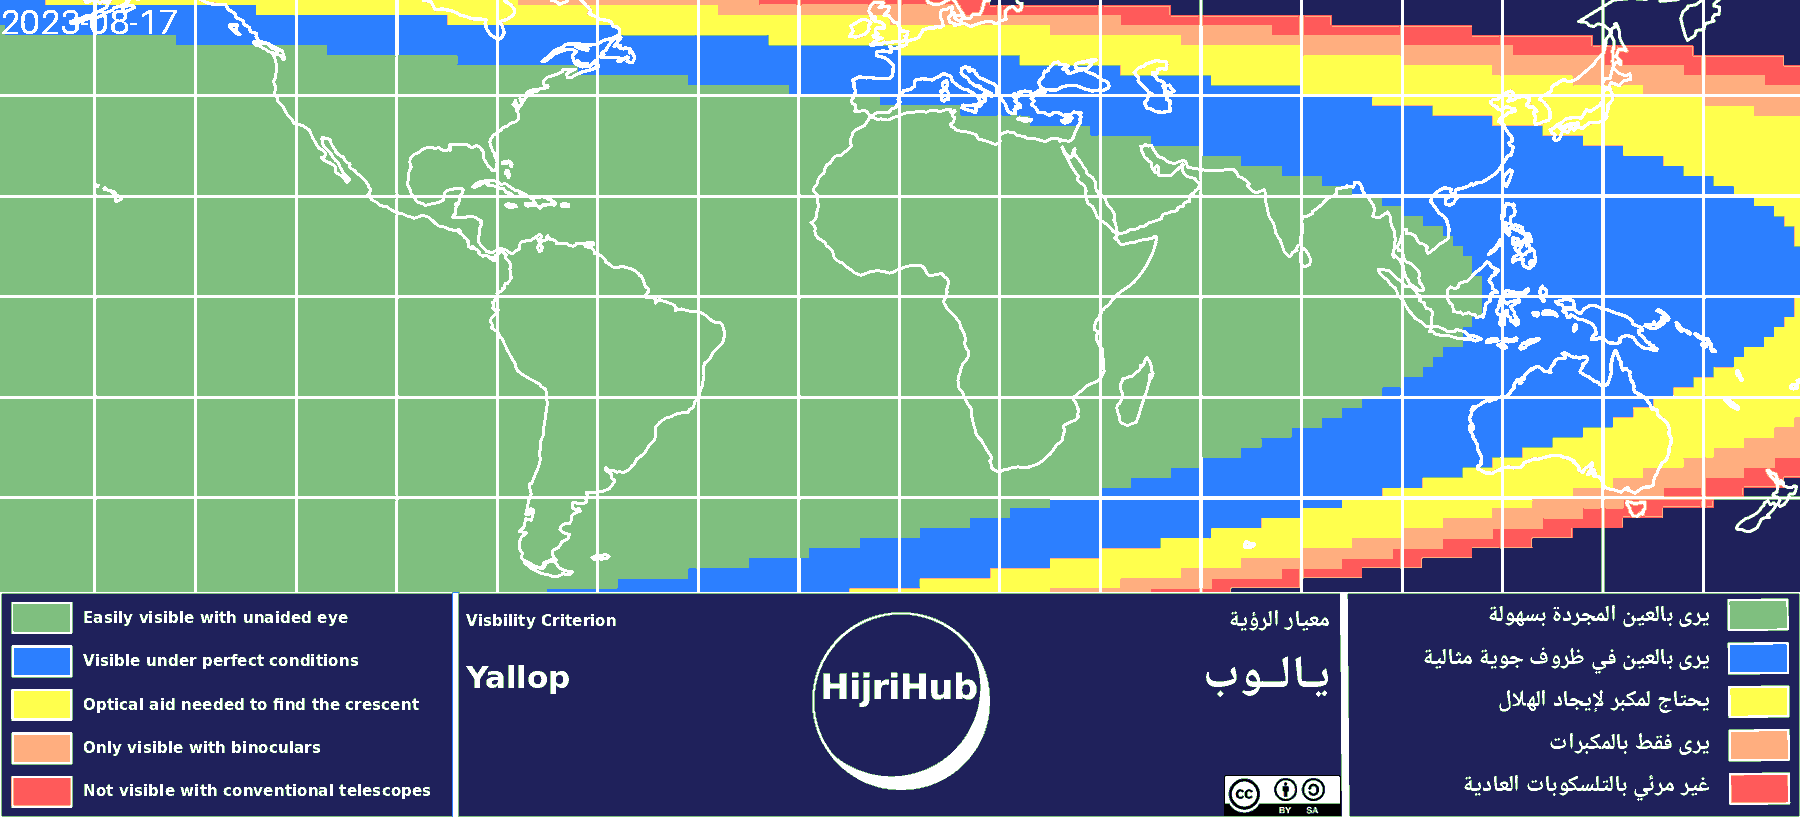 2023-08-17
Easily visible with unaided eye
Visible under perfect conditions
Optical aid needed to find the crescent
Only visible with binoculars
Not visible with conventional telescopes
Visbility Criterion
Yallop
HijriHub
معيار الرؤية
يـالـوب
cc BY SA
يرى بالعين المجردة بسهولة
يرى بالعين في ظروف جوية مثالية
يحتاج لمكبر لإيجاد الهلال
يرى فقط بالمكبرات
غير مرئي بالتلسكوبات العادية